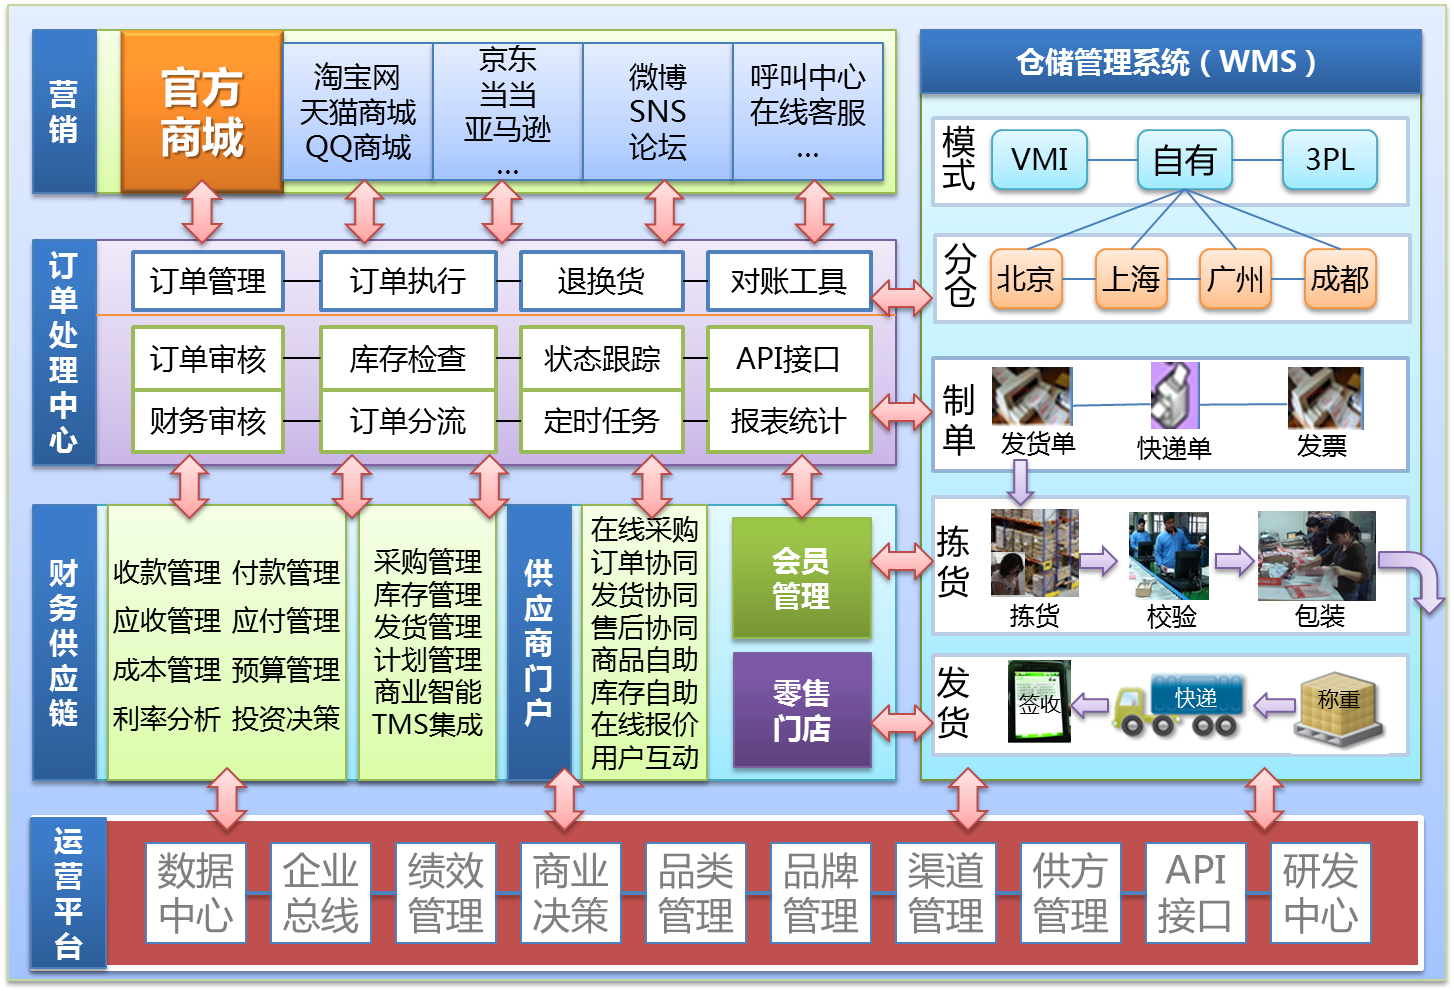 营销
官方
商城
淘宝网
天猫商城
QQ商城
京东
当当
亚马逊
...
微博
SNS
论坛
呼叫中心
在线客服
...
订单处理中心
订单管理
订单执行
退换货
对账工具
订单审核
库存检查
状态跟踪
API接口
财务审核
订单分流
定时任务
报表统计
财务供应链
收款管理 付款管理
应收管理 应付管理
成本管理 预算管理
利率分析 投资决策
采购管理
库存管理
发货管理
计划管理
商业智能
TMS集成
供应商门户
在线采购
订单协同
发货协同
售后协同
商品自助
库存自助
在线报价
用户互动
会员
管理
零售
门店
仓储管理系统（WMS）
模式
VMI
自有
3PL
分仓
北京
上海
广州
成都
制单
发货单
快递单
发票
拣货
拣货
校验
包装
发货
签收
快递
称重
运营平台
数据
中心
企业
总线
绩效
管理
商业
决策
品类
管理
品牌
管理
渠道
管理
供方
管理
API
接口
研发
中心